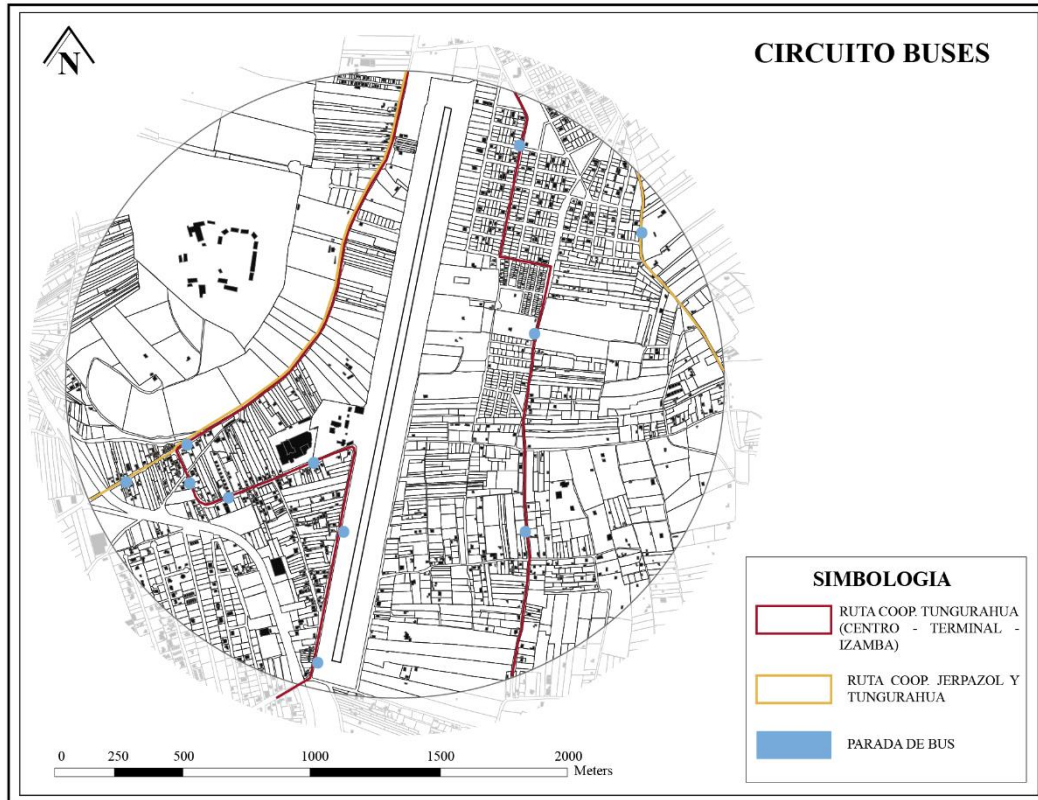 N
CIRCUITO BUSES
SIMBOLOGIA
RUTA COOP. TUNGURAHUA
(CENTRO - TERMINAL -
IZAMBA)
RUTA COOP. JERPAZOL Y
TUNGURAHUA
PARADA DE BUS
0 250 500 1000 1500 2000
Meters